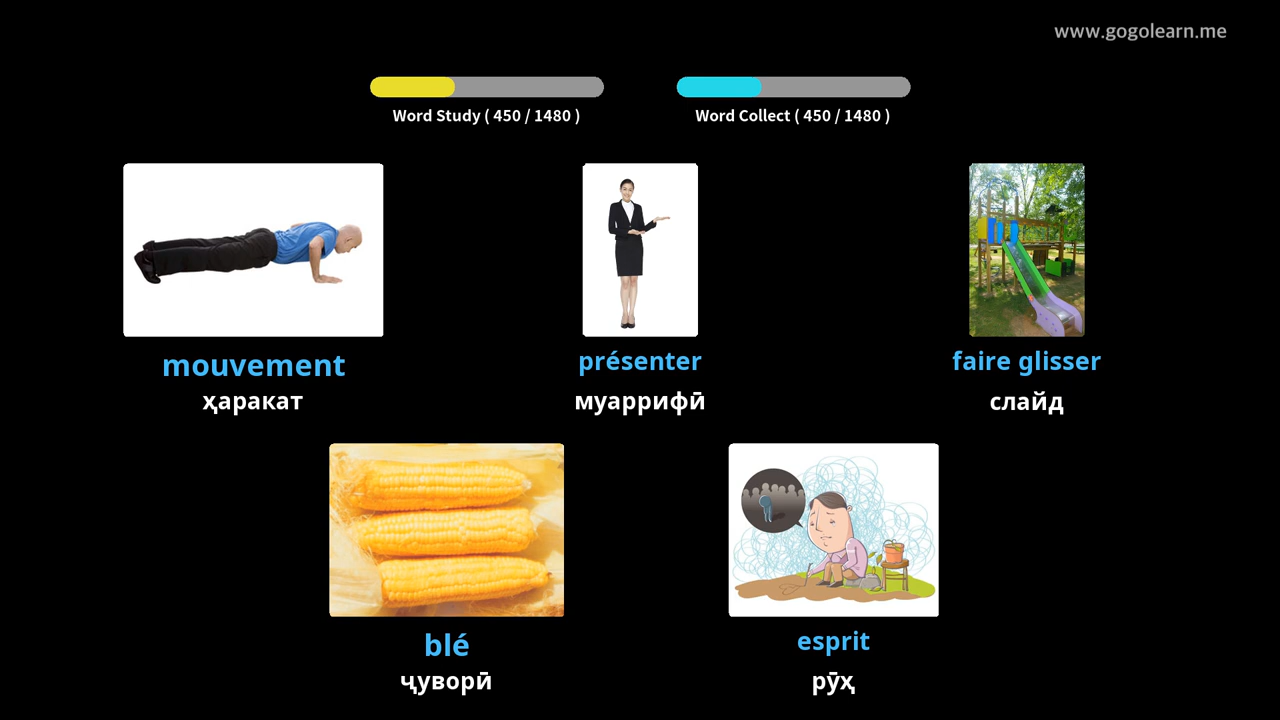 www.gogolearn.me
Word Study ( 450 / 1480 )
Word Collect ( 450 / 1480 )
mouvement
ҳаракат
présenter
муаррифӣ
faire glisser
слайд
blé
ҷуворӣ
esprit
рӯҳ